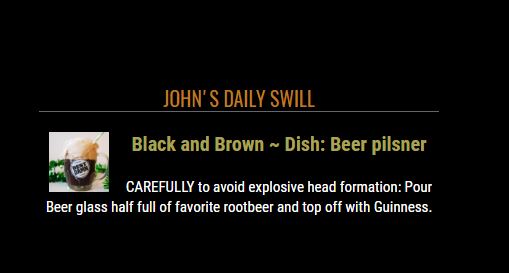 JOHN'S DAILY SWILL
Black and Brown ~ Dish: Beer pilsner
CAREFULLY to avoid explosive head formation: Pour
Beer glass half full of favorite rootbeer and top off with Guinness.